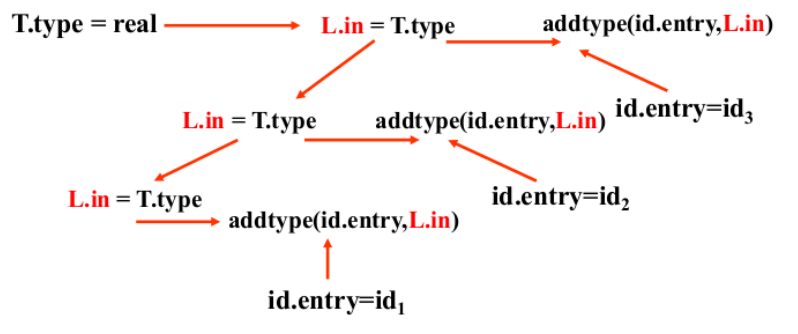 T.type = real
L.in = T.type
addtype(id.entry,L.in)
id.entry=id₃
L.in = T.type
addtype(id.entry,L.in)
id.entry=id₂
L.in = T.type
addtype(id.entry,L.in)
id.entry=id₁